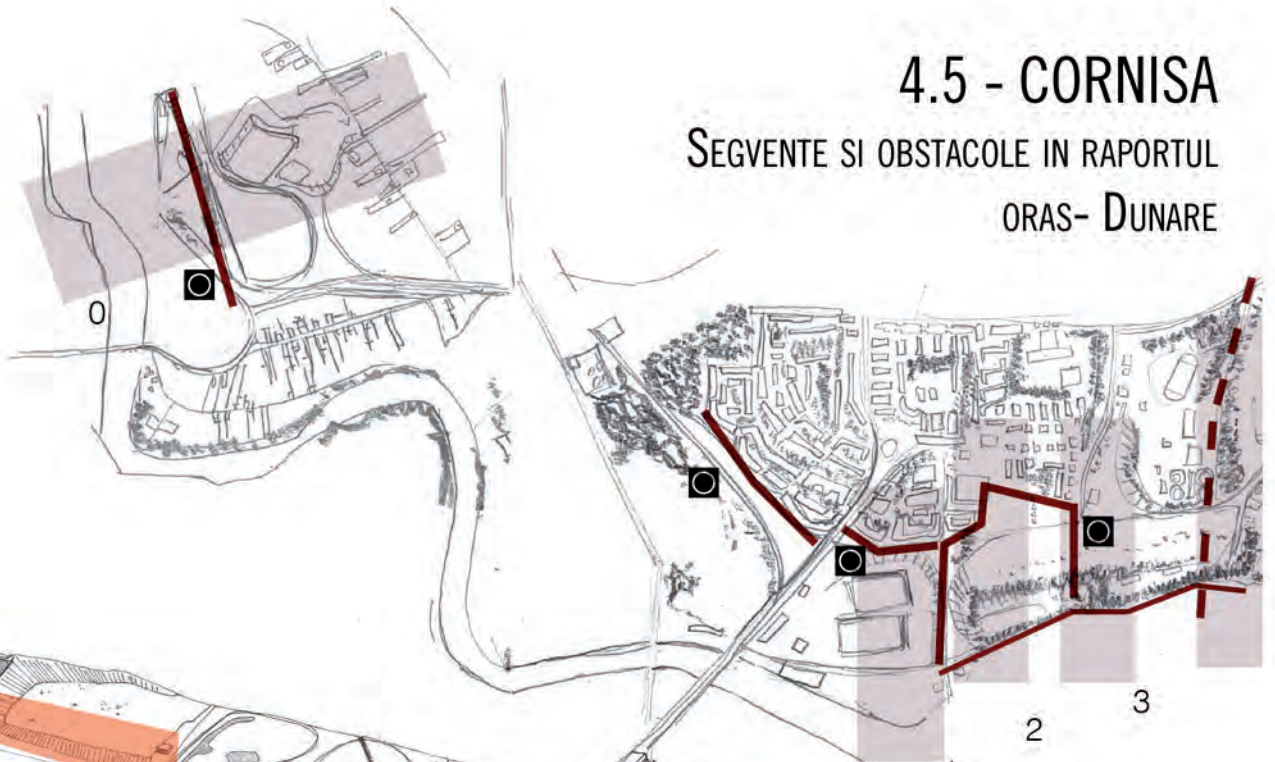 4.5 - CORNISA
SEGVENTE SI OBSTACOLE IN RAPORTUL
ORAS- DUNARE
0
2
3